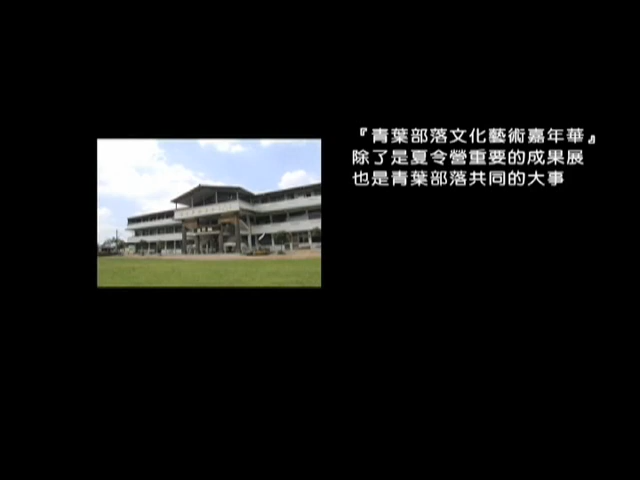 『青葉部落文化藝術嘉年華』
除了是夏令營重要的成果展
也是青葉部落共同的大事